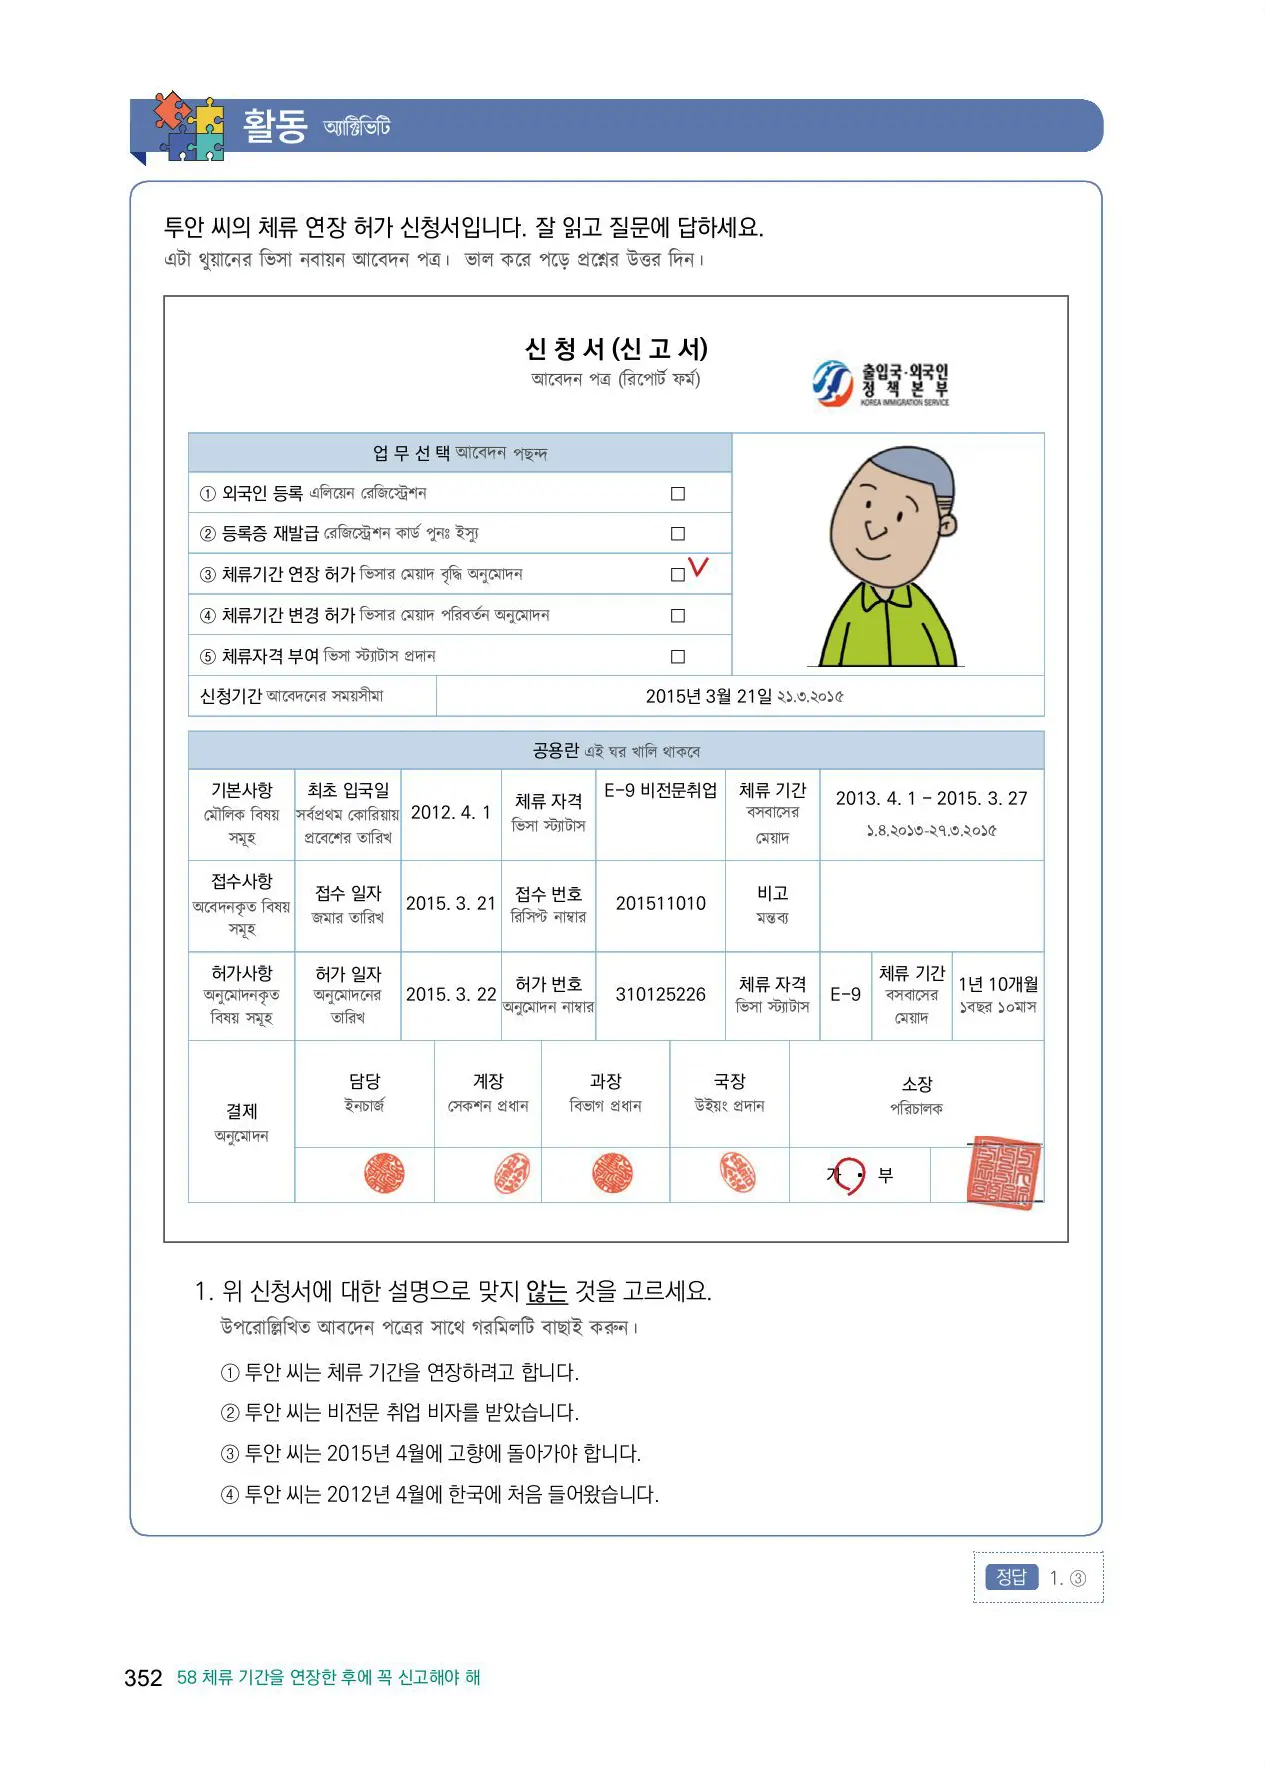 활동 অ্যাক্টিভিটি
투안 씨의 체류 연장 허가 신청서입니다. 잘 읽고 질문에 답하세요.
এটা থুয়ানের ভিসা নবায়ন আবেদন পত্র। ভাল করে পড়ে প্রশ্নের উত্তর দিন।
신 청 서 (신 고 서)
আবেদন পত্র (রিপোর্ট ফর্ম)
출입국·외국인
정 책 본 부
KOREA IMMIGRATION SERVICE
업 무 선 택 আবেদন পছন্দ
① 외국인 등록 এলিয়েন রেজিস্ট্রেশন □
② 등록증 재발급 রেজিস্ট্রেশন কার্ড পুনঃ ইস্যু □
③ 체류기간 연장 허가 ভিসার মেয়াদ বৃদ্ধি অনুমোদন □ V
④ 체류기간 변경 허가 ভিসার মেয়াদ পরিবর্তন অনুমোদন □
⑤ 체류자격 부여 ভিসা স্ট্যাটাস প্রদান □
신청기간 আবেদনের সময়সীমা 2015년 3월 21일 ২১.৩.২০১৫
공용란 এই ঘর খালি থাকবে
기본사항
মৌলিক বিষয়
সমূহ
최초 입국일
সর্বপ্রথম কোরিয়ায়
প্রবেশের তারিখ
2012. 4. 1
체류 자격
ভিসা স্ট্যাটাস
E-9 비전문취업
체류 기간
বসবাসের
মেয়াদ
2013. 4. 1 - 2015. 3. 27
১.৪.২০১৩-২৭.৩.২০১৫
접수사항
অবেদনকৃত বিষয়
সমূহ
접수 일자
জমার তারিখ
2015. 3. 21
접수 번호
রিসিপ্ট নাম্বার
201511010
비고
মন্তব্য
허가사항
অনুমোদনকৃত
বিষয় সমূহ
허가 일자
অনুমোদনের
তারিখ
2015. 3. 22
허가 번호
অনুমোদন নাম্বার
310125226
체류 자격
ভিসা স্ট্যাটাস
E-9
체류 기간
বসবাসের
মেয়াদ
1년 10개월
১বছর ১০মাস
결제
অনুমোদন
담당
ইনচার্জ
계장
সেকশন প্রধান
과장
বিভাগ প্রধান
국장
উইয়ং প্রদান
소장
পরিচালক
가 • 부
1. 위 신청서에 대한 설명으로 맞지 않는 것을 고르세요.
উপরোল্লিখিত আবদেন পত্রের সাথে গরমিলটি বাছাই করুন।
① 투안 씨는 체류 기간을 연장하려고 합니다.
② 투안 씨는 비전문 취업 비자를 받았습니다.
③ 투안 씨는 2015년 4월에 고향에 돌아가야 합니다.
④ 투안 씨는 2012년 4월에 한국에 처음 들어왔습니다.
정답 1. ③
352 58 체류 기간을 연장한 후에 꼭 신고해야 해